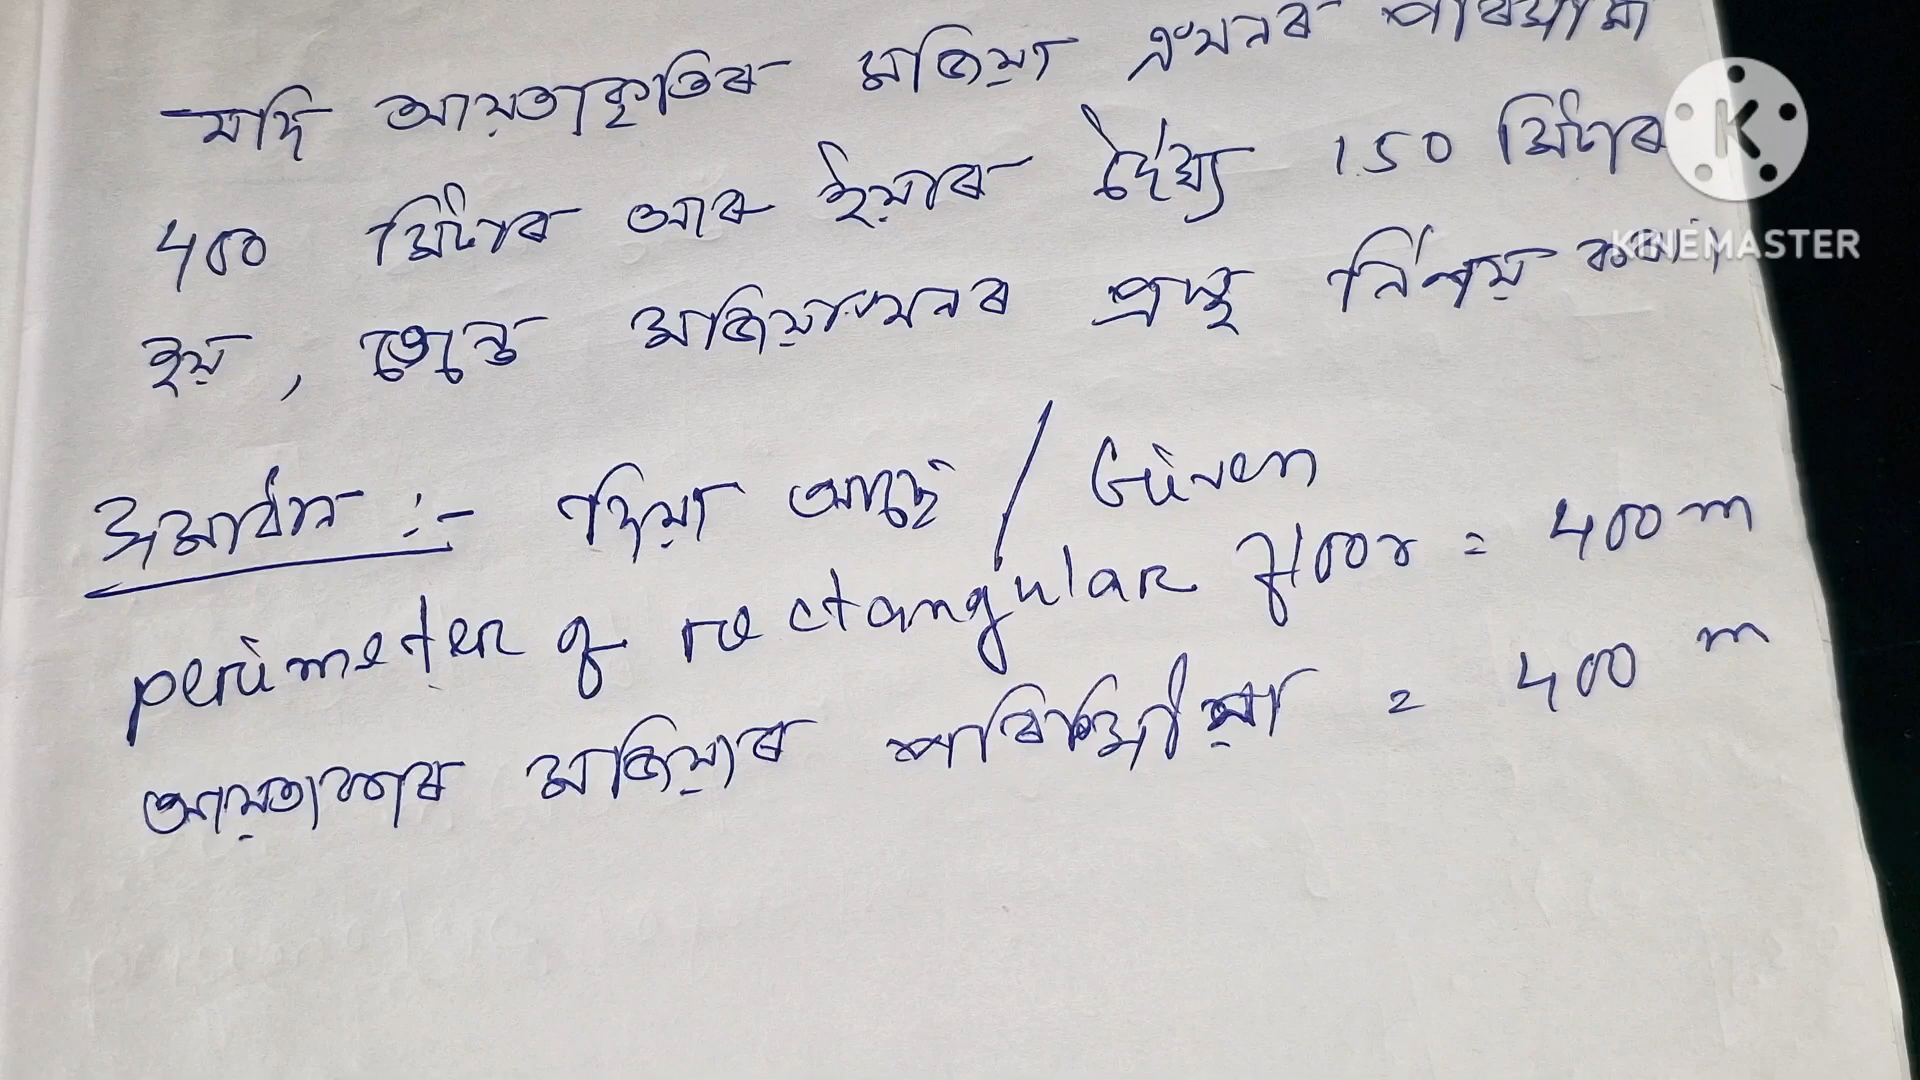 যদি আয়তাকৃতিৰ মজিয়া এখনৰ পৰিসীমা
400 মিটাৰ আৰু ইয়াৰ দৈৰ্ঘ্য 150 মিটাৰ
হয়, তেন্তে মজিয়াখনৰ প্ৰস্থ নিৰ্ণয় কৰা।
সমাধান :- দিয়া আছে / Given
perimeter of rectangular floor = 400 m
আয়তাকাৰ মজিয়াৰ পৰিসীমা = 400 m
K
KINEMASTER